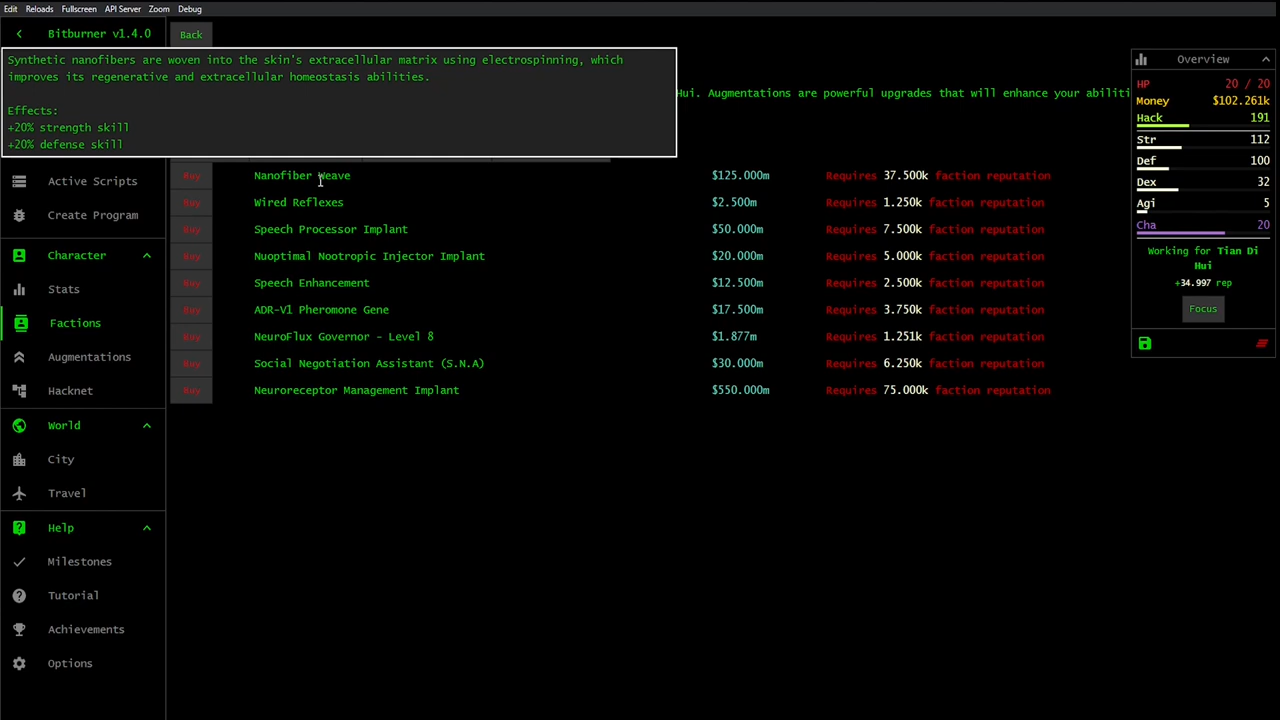 Edit Reloads Fullscreen API Server Zoom Debug
Bitburner v1.4.0
Back
Synthetic nanofibers are woven into the skin's extracellular matrix using electrospinning, which
improves its regenerative and extracellular homeostasis abilities.
Effects:
+20% strength skill
+20% defense skill
Hui. Augmentations are powerful upgrades that will enhance your abiliti
Active Scripts
Create Program
Character
Stats
Factions
Augmentations
Hacknet
World
City
Travel
Help
Milestones
Tutorial
Achievements
Options
Buy Nanofiber Weave $125.000m Requires 37.500k faction reputation
Buy Wired Reflexes $2.500m Requires 1.250k faction reputation
Buy Speech Processor Implant $50.000m Requires 7.500k faction reputation
Buy Nuoptimal Nootropic Injector Implant $20.000m Requires 5.000k faction reputation
Buy Speech Enhancement $12.500m Requires 2.500k faction reputation
Buy ADR-V1 Pheromone Gene $17.500m Requires 3.750k faction reputation
Buy NeuroFlux Governor - Level 8 $1.877m Requires 1.251k faction reputation
Buy Social Negotiation Assistant (S.N.A) $30.000m Requires 6.250k faction reputation
Buy Neuroreceptor Management Implant $550.000m Requires 75.000k faction reputation
Overview
HP 20 / 20
Money $102.261k
Hack 191
Str 112
Def 100
Dex 32
Agi 5
Cha 20
Working for Tian Di
Hui
+34.997 rep
Focus